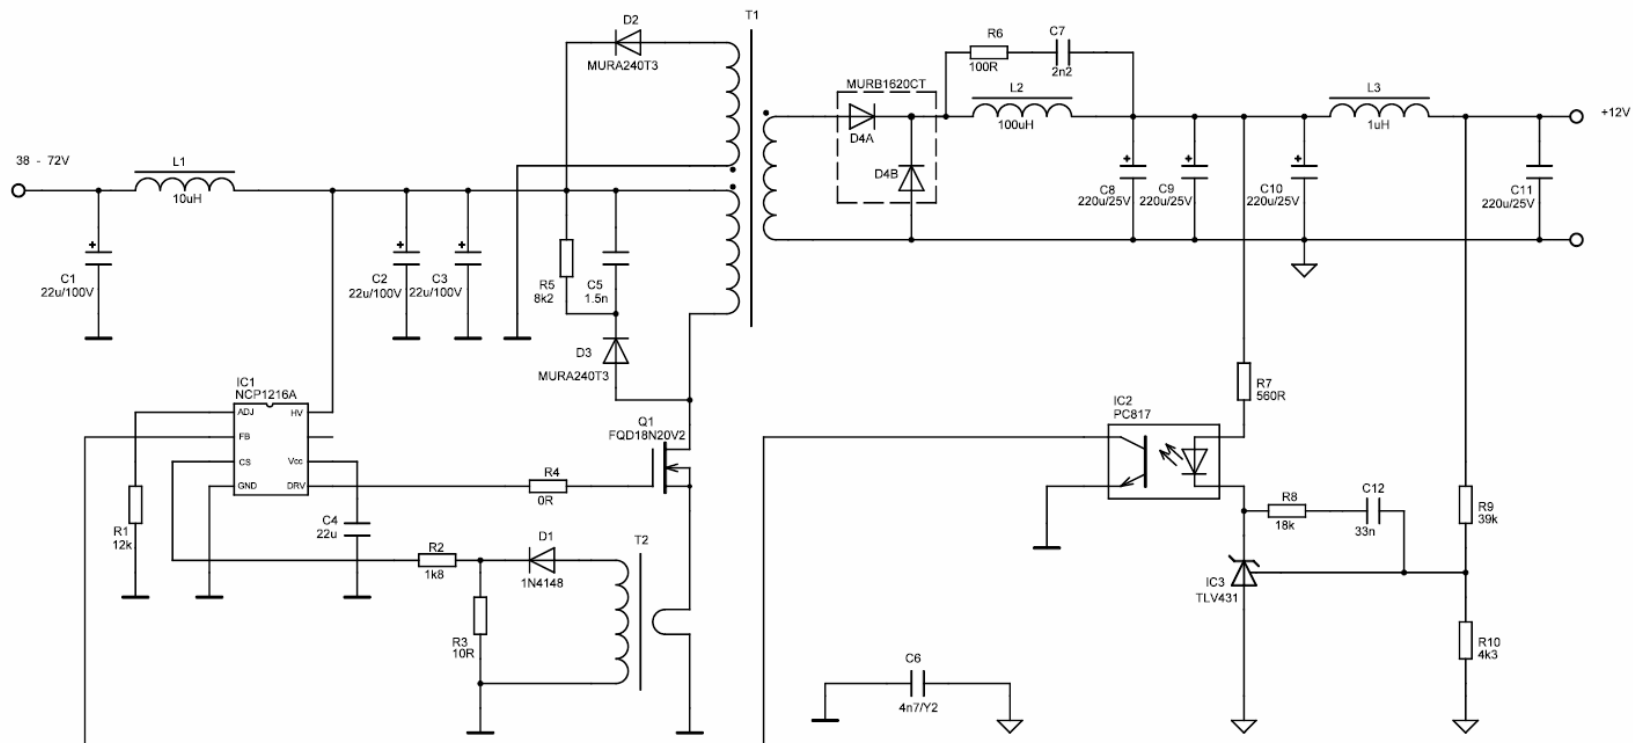 D2
T1
MURA240T3
R6
C7
100R
2n2
MURB1620CT
L2
L3
100uH
1uH
+12V
D4A
D4B
38 - 72V
L1
10uH
+
C1
22u/100V
+
C2
22u/100V
+
C3
22u/100V
R5
8k2
C5
1.5n
+
C8
220u/25V
+
C9
220u/25V
+
C10
220u/25V
C11
220u/25V
D3
MURA240T3
IC1
NCP1216A
ADJ
HV
FB
CS
Vcc
GND
DRV
Q1
FQD18N20V2
R4
0R
R1
12k
C4
22u
R2
1k8
D1
1N4148
T2
R3
10R
IC2
PC817
R7
560R
R8
18k
C12
33n
R9
39k
IC3
TLV431
R10
4k3
C6
4n7/Y2